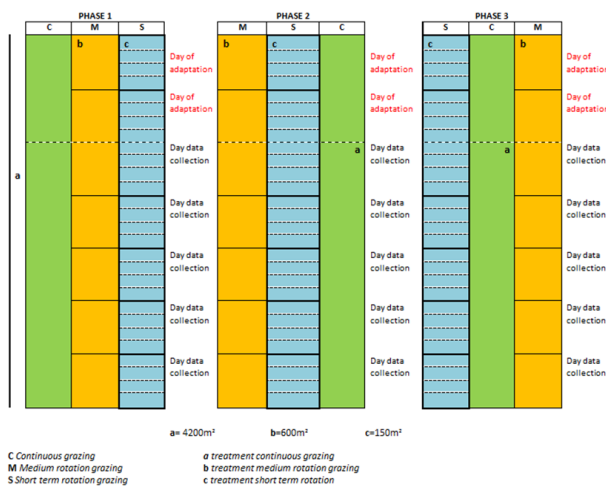 PHASE 1
C M S
b c
Day of
adaptation
Day of
adaptation
Day data
collection
a
Day data
collection
Day data
collection
Day data
collection
Day data
collection
PHASE 2
M S C
b c
Day of
adaptation
Day of
adaptation
a
Day data
collection
Day data
collection
Day data
collection
Day data
collection
Day data
collection
PHASE 3
S C M
c b
Day of
adaptation
Day of
adaptation
a
Day data
collection
Day data
collection
Day data
collection
Day data
collection
Day data
collection
a= 4200m² b=600m² c=150m²
C Continuous grazing
M Medium rotation grazing
S Short term rotation grazing
a treatment continuous grazing
b treatment medium rotation grazing
c treatment short term rotation